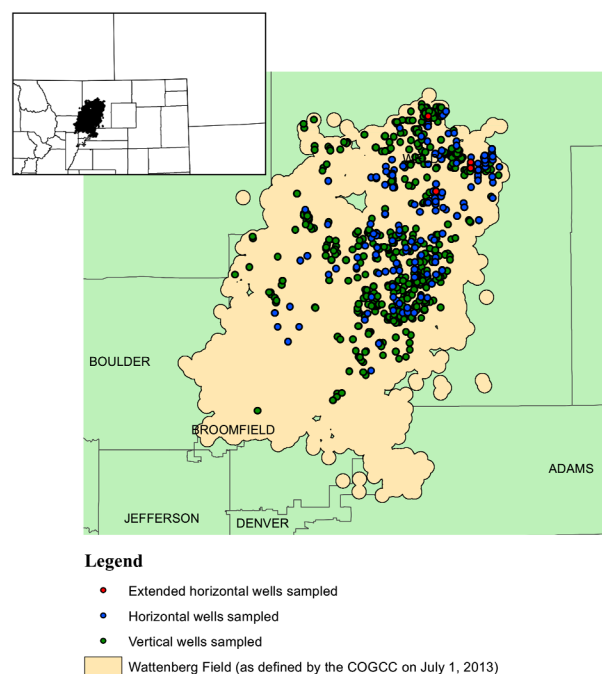 WELD
BOULDER
BROOMFIELD
ADAMS
JEFFERSON
DENVER
Legend
Extended horizontal wells sampled
Horizontal wells sampled
Vertical wells sampled
Wattenberg Field (as defined by the COGCC on July 1, 2013)